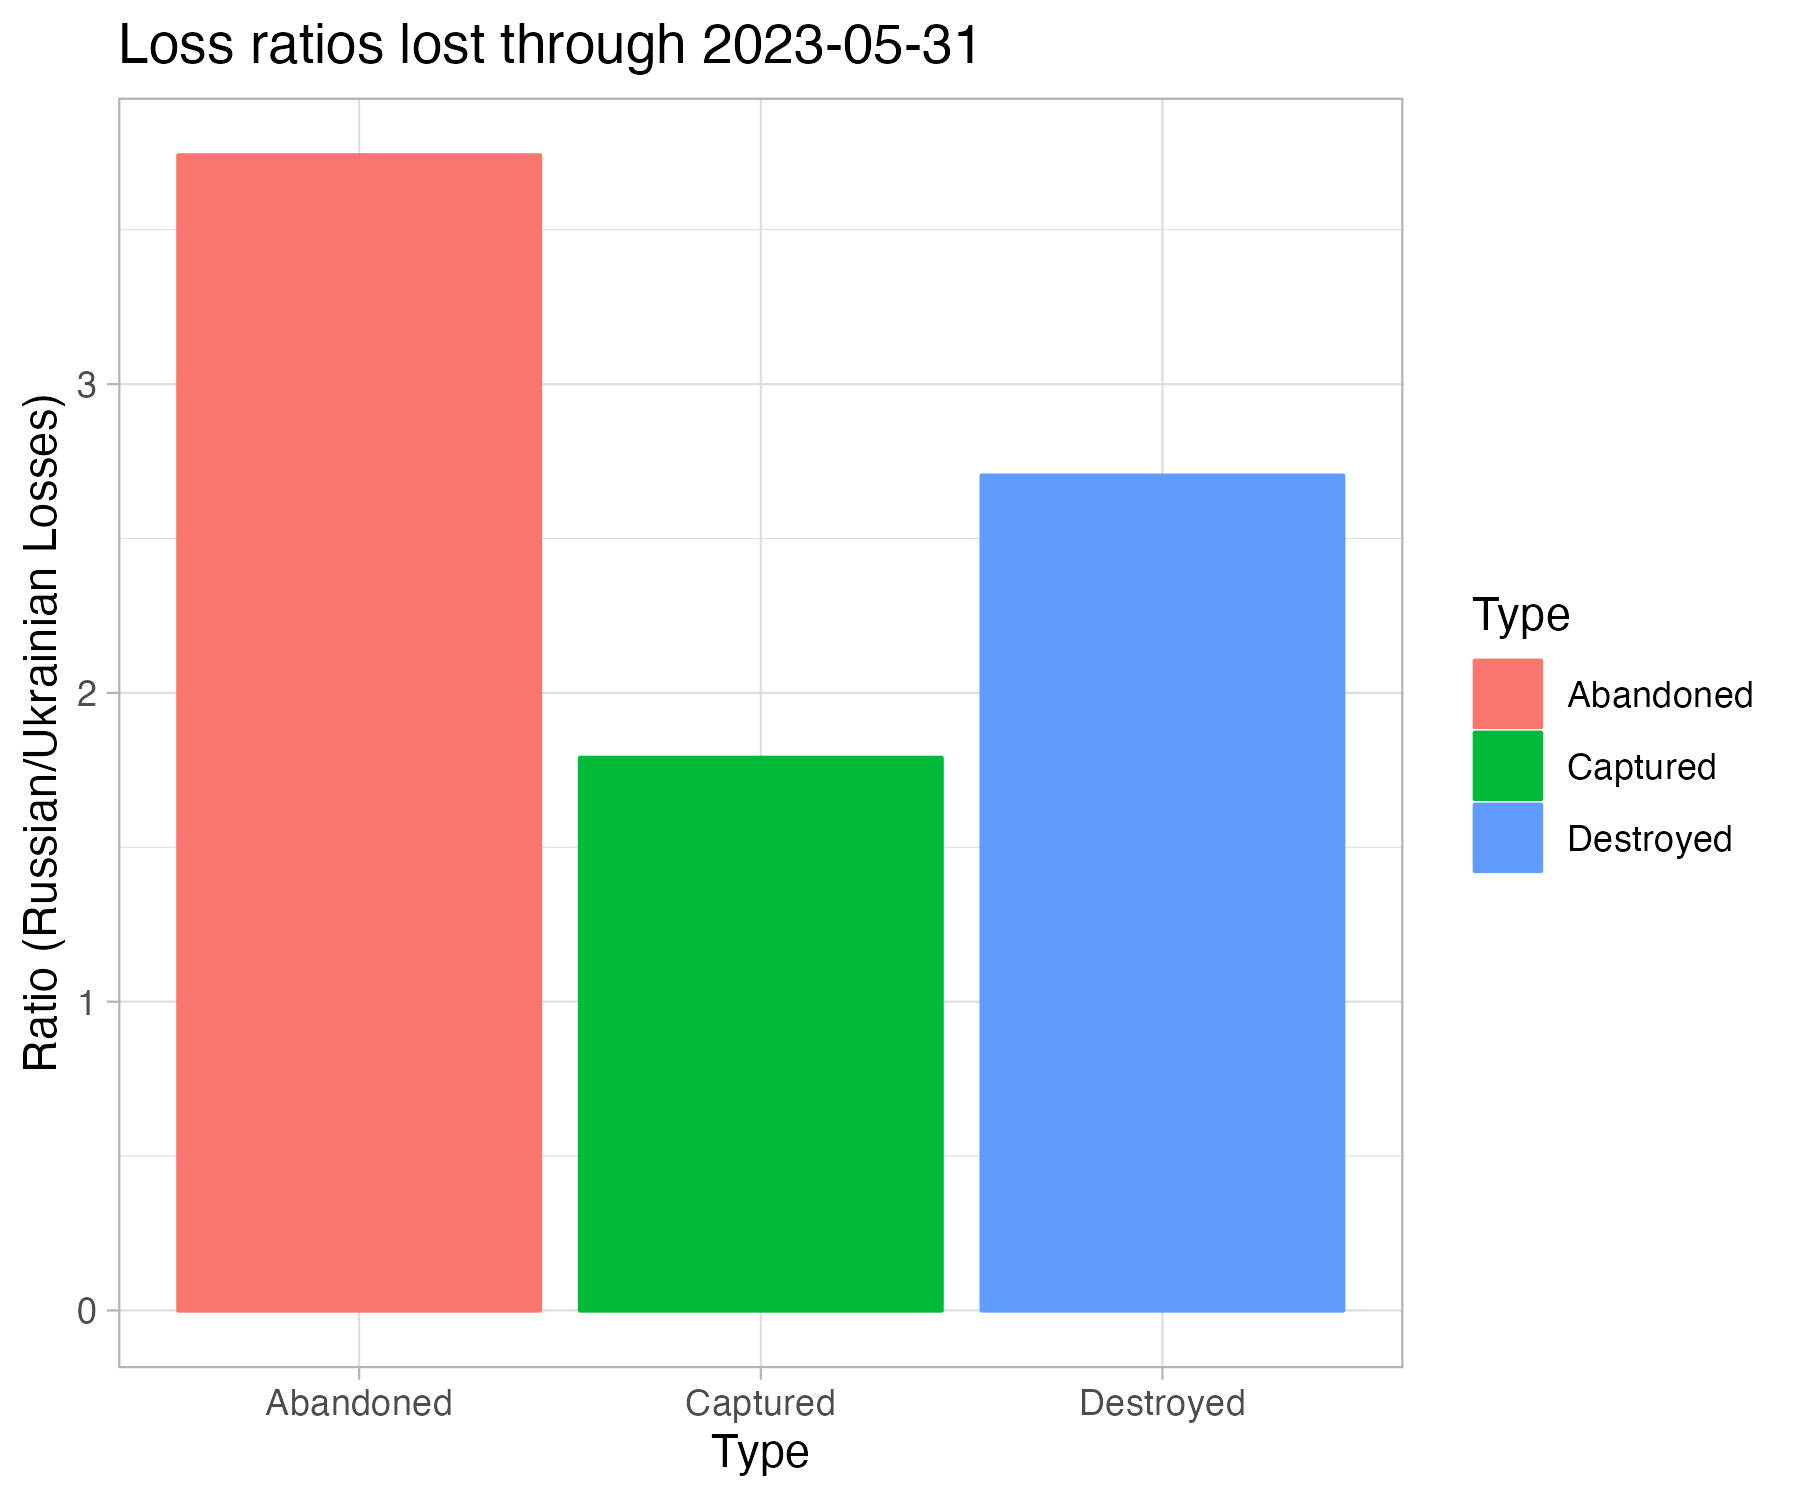 Loss ratios lost through 2023-05-31
Ratio (Russian/Ukrainian Losses)
3
2
1
0
Abandoned
Captured
Destroyed
Type
Type
Abandoned
Captured
Destroyed